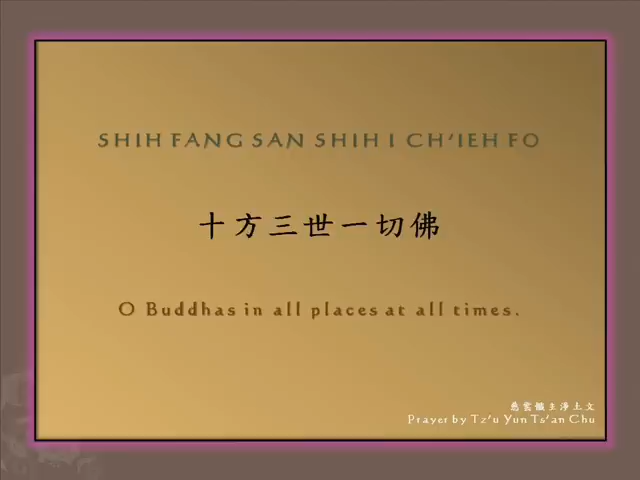 SHIH FANG SAN SHIH I CH'IEH FO
十方三世一切佛
O Buddhas in all places at all times.
慈雲懺主淨土文
Prayer by Tz'u Yun Ts'an Chu